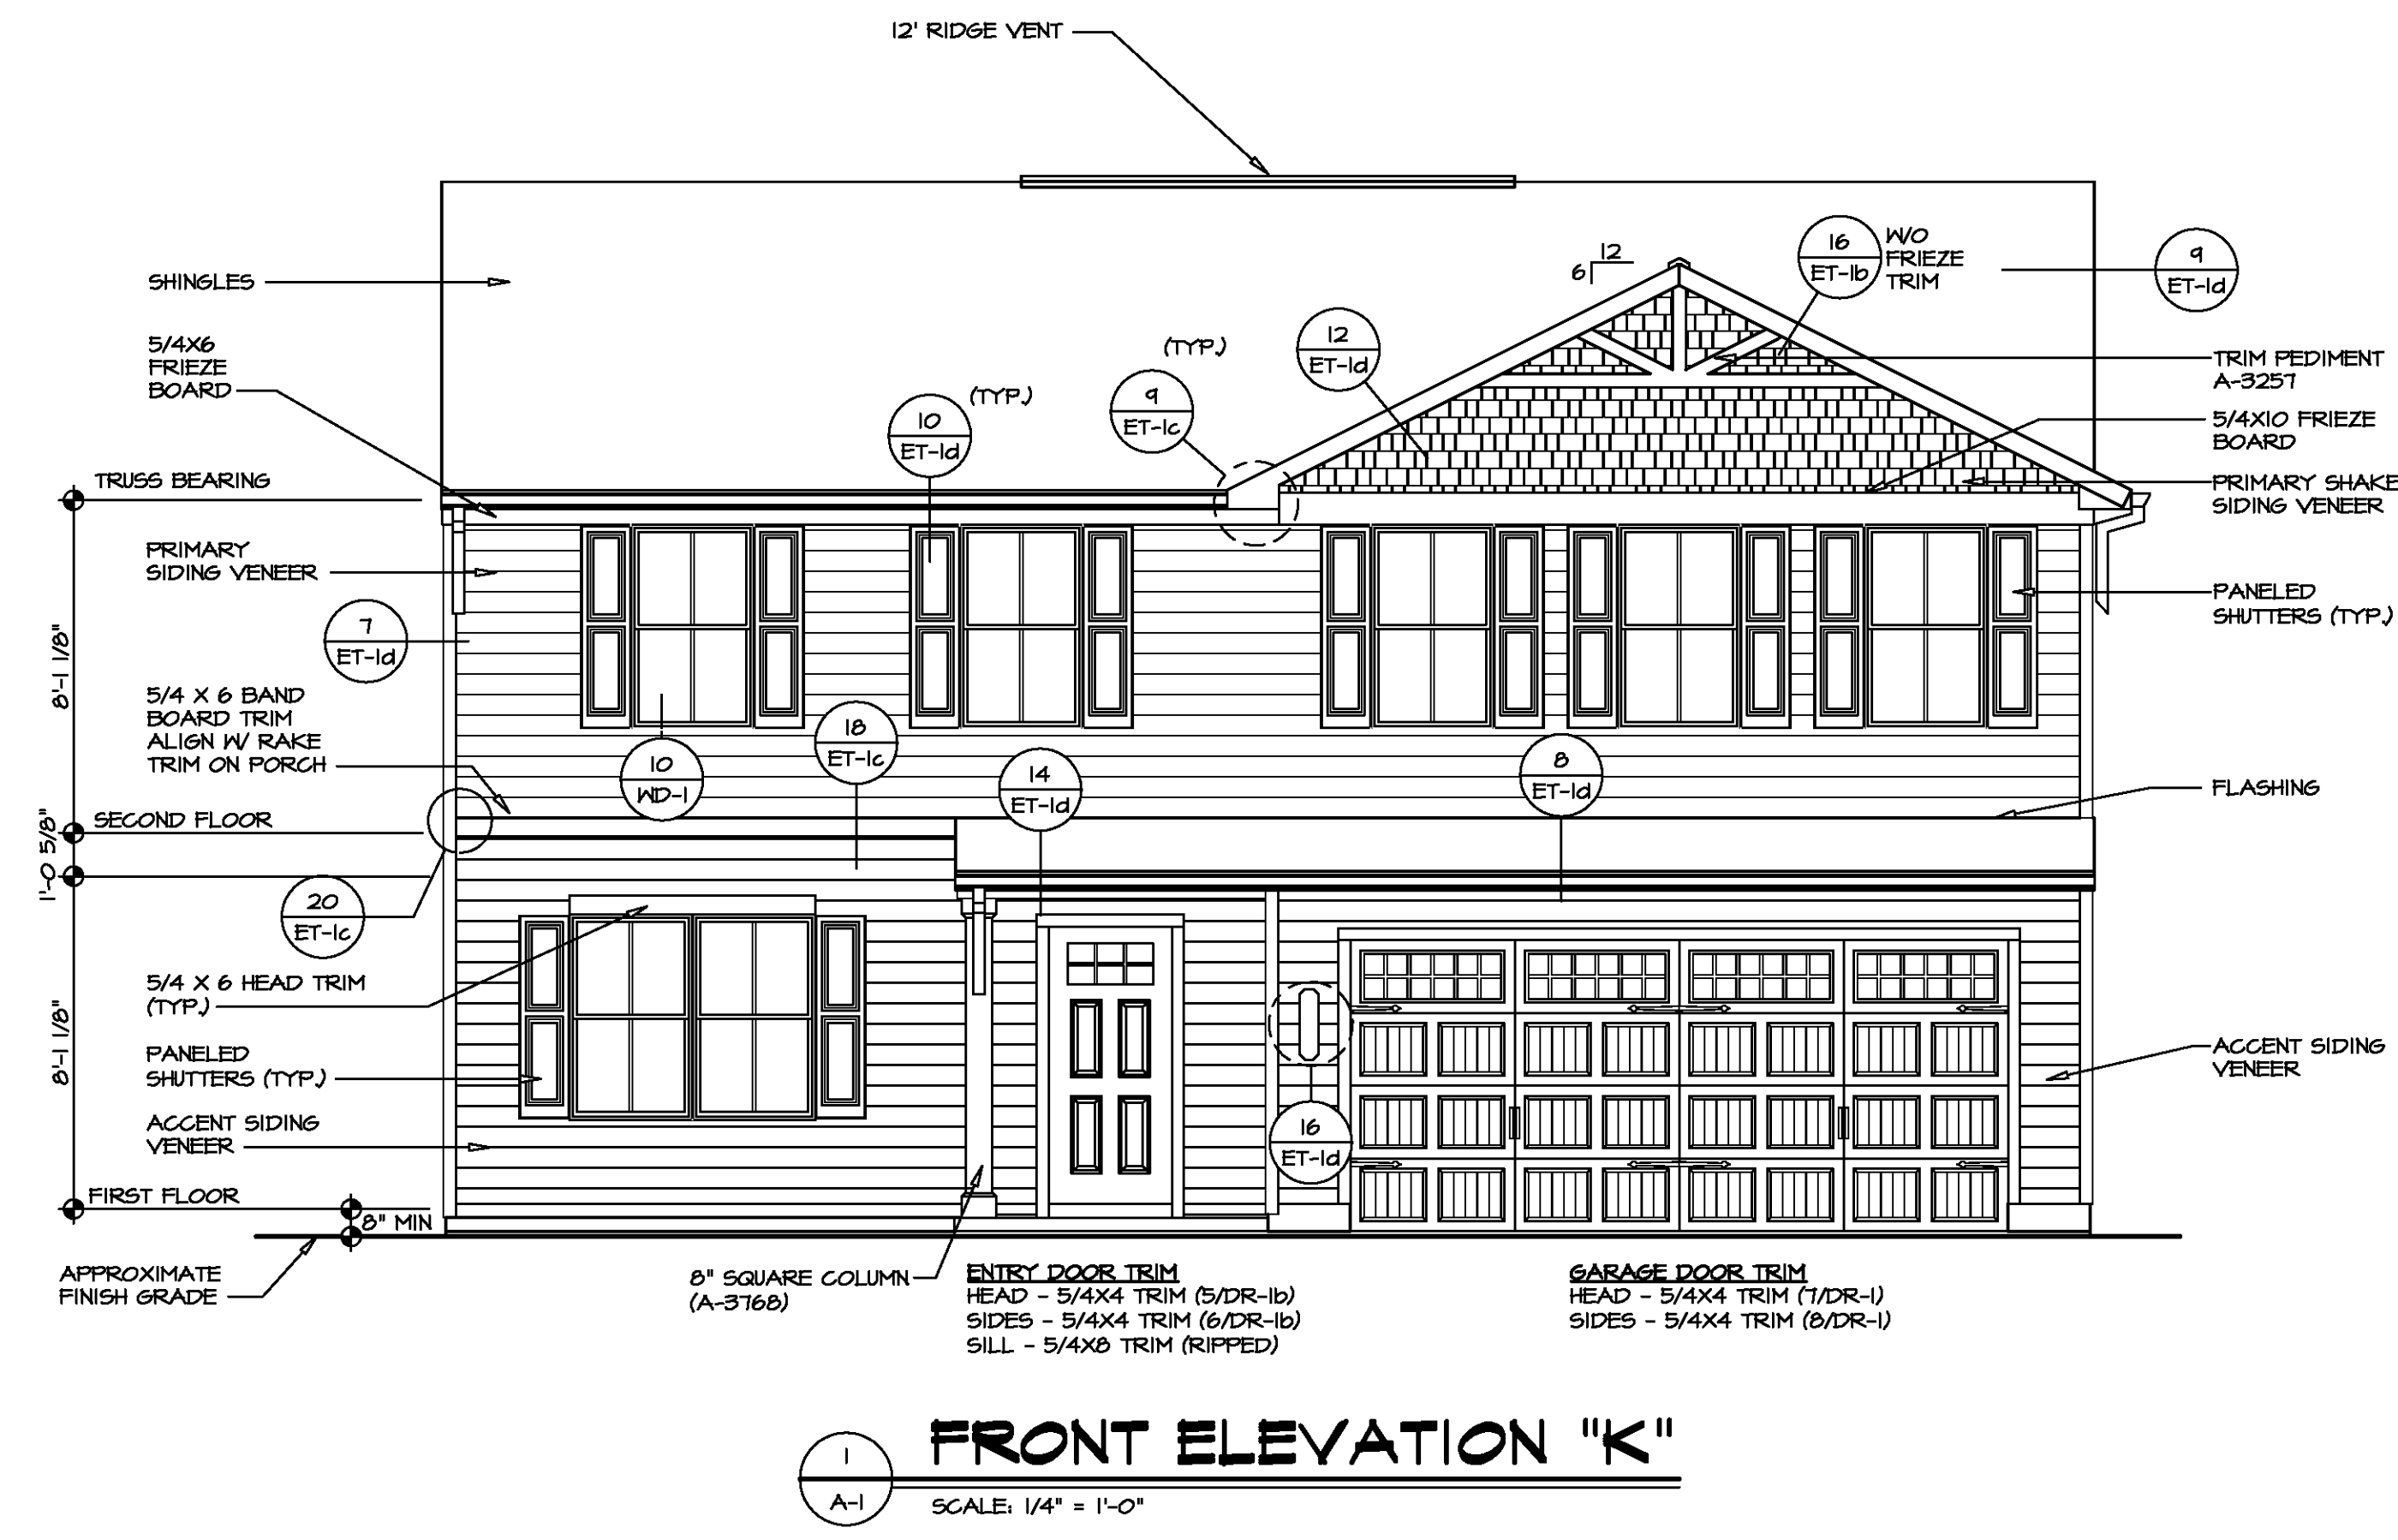 12' RIDGE VENT
12
6
16
ET-1b
W/O
FRIEZE
TRIM
9
ET-1d
SHINGLES
5/4X6
FRIEZE
BOARD
(TYP.)
12
ET-1d
TRIM PEDIMENT
A-3257
(TYP.)
9
ET-1c
10
ET-1d
5/4X10 FRIEZE
BOARD
TRUSS BEARING
PRIMARY SHAKE
SIDING VENEER
PRIMARY
SIDING VENEER
PANELED
SHUTTERS (TYP.)
7
ET-1d
8'-1 1/8"
5/4 X 6 BAND
BOARD TRIM
ALIGN W/ RAKE
TRIM ON PORCH
18
ET-1c
10
WD-1
14
ET-1d
8
ET-1d
FLASHING
SECOND FLOOR
1'-0 5/8"
20
ET-1c
5/4 X 6 HEAD TRIM
(TYP.)
8'-1 1/8"
PANELED
SHUTTERS (TYP.)
ACCENT SIDING
VENEER
ACCENT SIDING
VENEER
16
ET-1d
FIRST FLOOR
8" MIN
APPROXIMATE
FINISH GRADE
8" SQUARE COLUMN
(A-3768)
ENTRY DOOR TRIM
HEAD - 5/4X4 TRIM (5/DR-1b)
SIDES - 5/4X4 TRIM (6/DR-1b)
SILL - 5/4X8 TRIM (RIPPED)
GARAGE DOOR TRIM
HEAD - 5/4X4 TRIM (7/DR-1)
SIDES - 5/4X4 TRIM (8/DR-1)
1
A-1
FRONT ELEVATION "K"
SCALE: 1/4" = 1'-0"